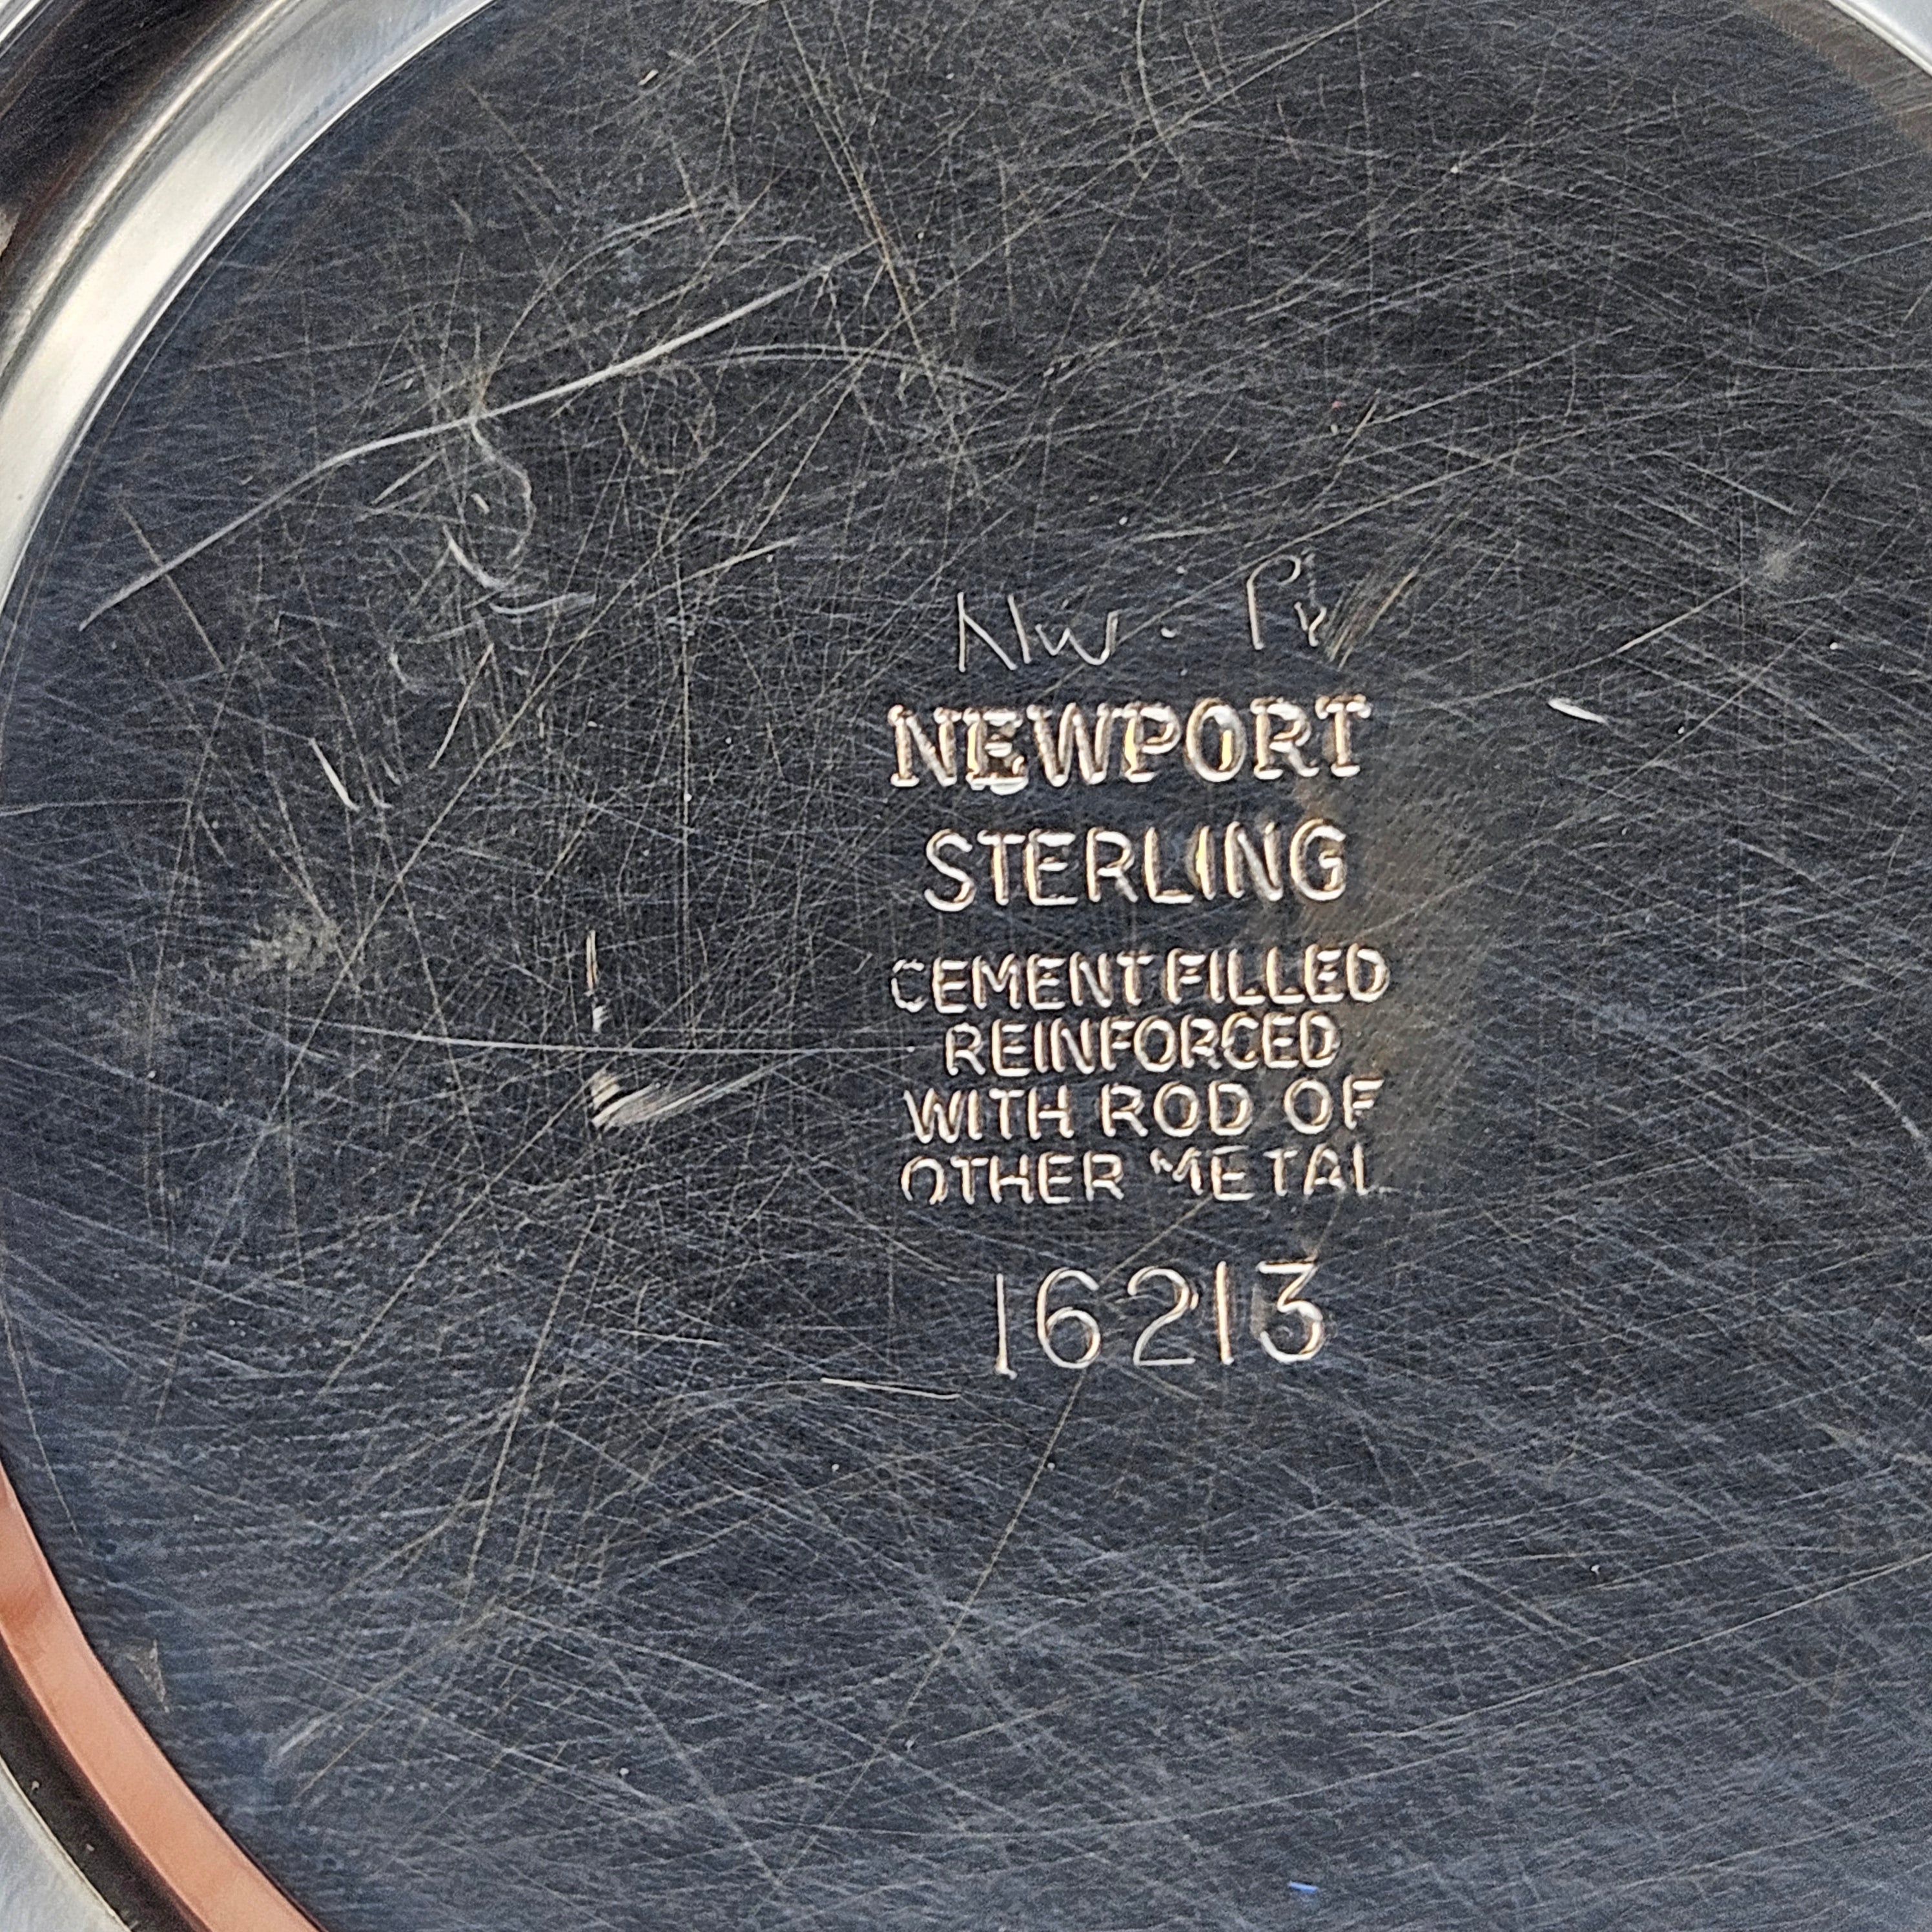 NEWPORT
STERLING
CEMENT FILLED
REINFORCED
WITH ROD OF
OTHER METAL
16213